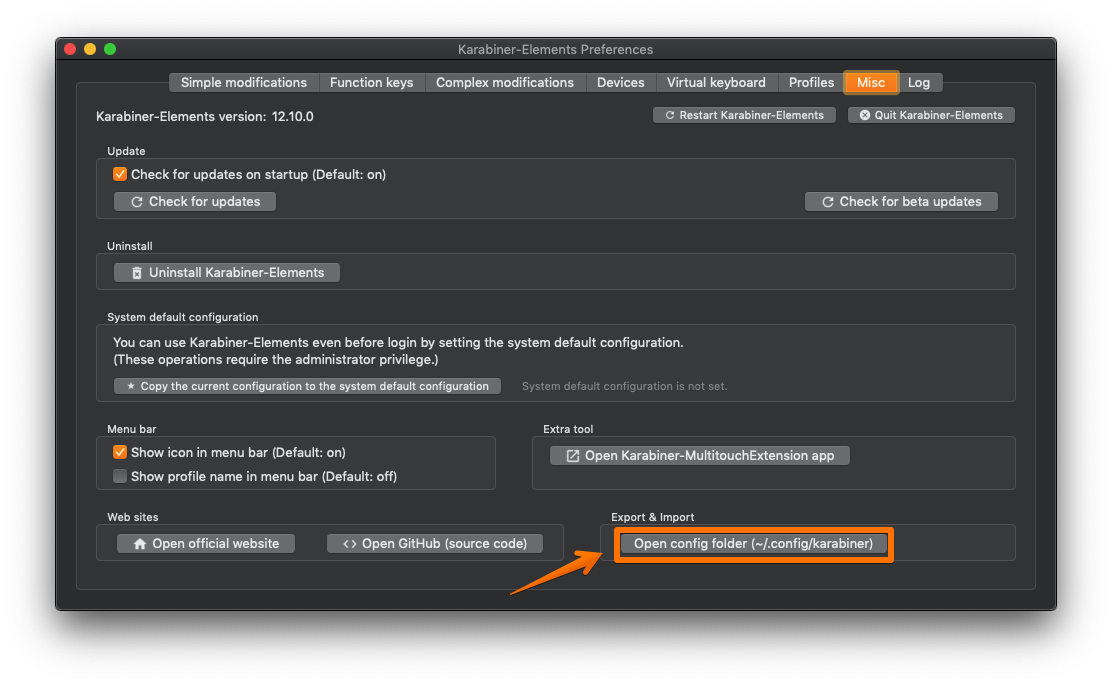 Karabiner-Elements Preferences
Simple modifications Function keys Complex modifications Devices Virtual keyboard Profiles Misc Log
Karabiner-Elements version: 12.10.0 Restart Karabiner-Elements Quit Karabiner-Elements
Update
Check for updates on startup (Default: on)
Check for updates Check for beta updates
Uninstall
Uninstall Karabiner-Elements
System default configuration
You can use Karabiner-Elements even before login by setting the system default configuration.
(These operations require the administrator privilege.)
Copy the current configuration to the system default configuration System default configuration is not set.
Menu bar
Show icon in menu bar (Default: on)
Show profile name in menu bar (Default: off)
Extra tool
Open Karabiner-MultitouchExtension app
Web sites
Open official website Open GitHub (source code)
Export & Import
Open config folder (~/.config/karabiner)